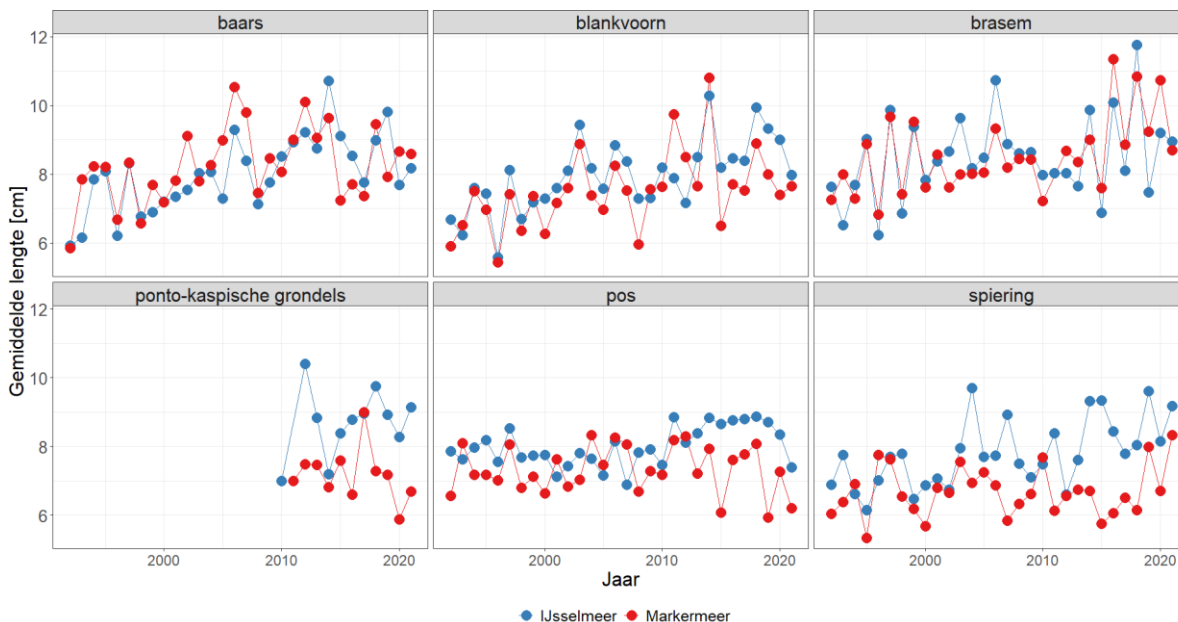 baars
blankvoorn
brasem
12
10
8
6
ponto-kaspische grondels
pos
spiering
12
10
8
6
Gemiddelde lengte [cm]
2000
2010
2020
2000
2010
2020
2000
2010
2020
Jaar
IJsselmeer
Markermeer